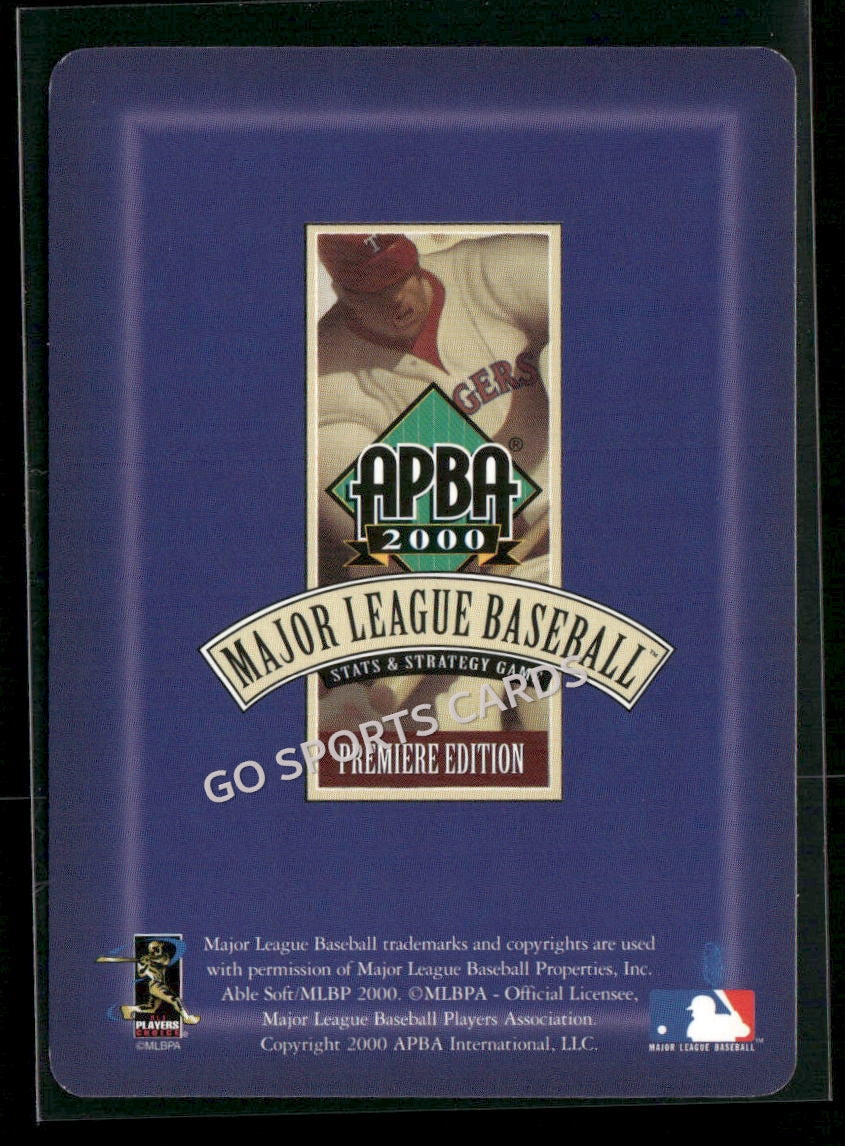 T
GERS
APBA®
2000
MAJOR LEAGUE BASEBALL™
STATS & STRATEGY GAME
GO SPORTS CARDS
PREMIERE EDITION
Major League Baseball trademarks and copyrights are used
with permission of Major League Baseball Properties, Inc.
Able Soft/MLBP 2000. ©MLBPA - Official Licensee,
Major League Baseball Players Association.
Copyright 2000 APBA International, LLC.
PLAYERS
CHOICE®
©MLBPA
MAJOR LEAGUE BASEBALL™